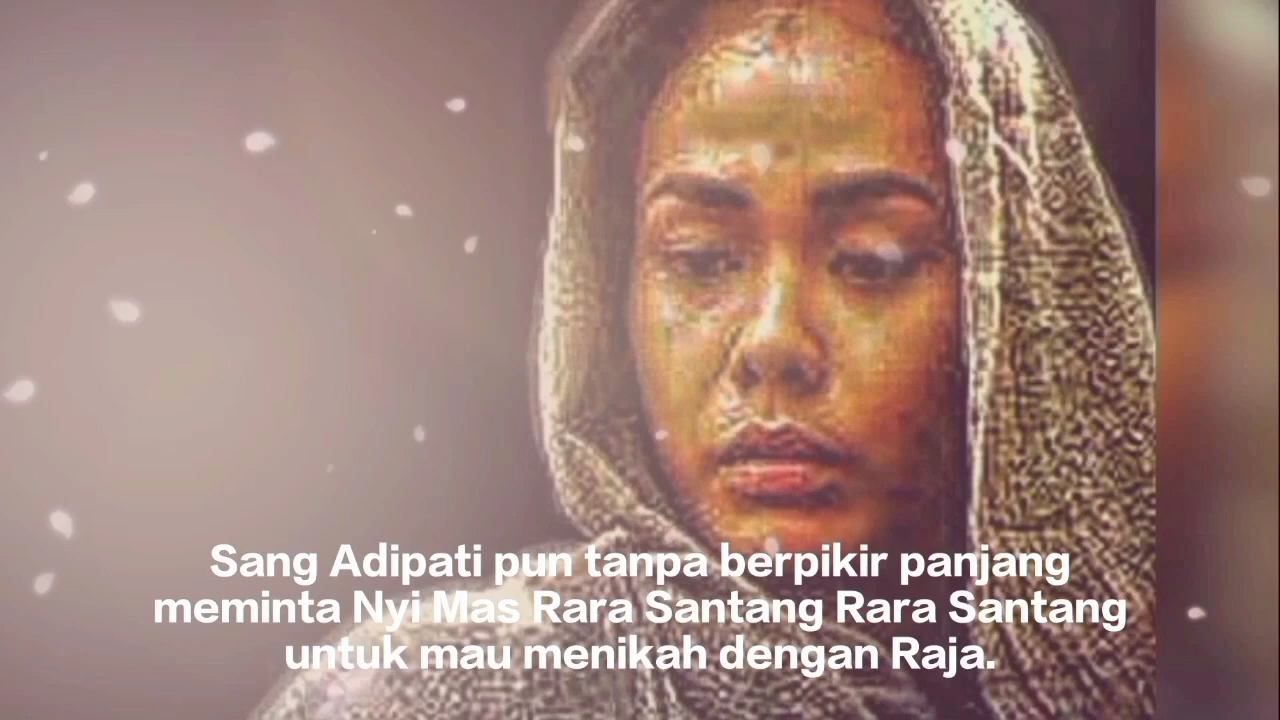 Sang Adipati pun tanpa berpikir panjang
meminta Nyi Mas Rara Santang Rara Santang
untuk mau menikah dengan Raja.